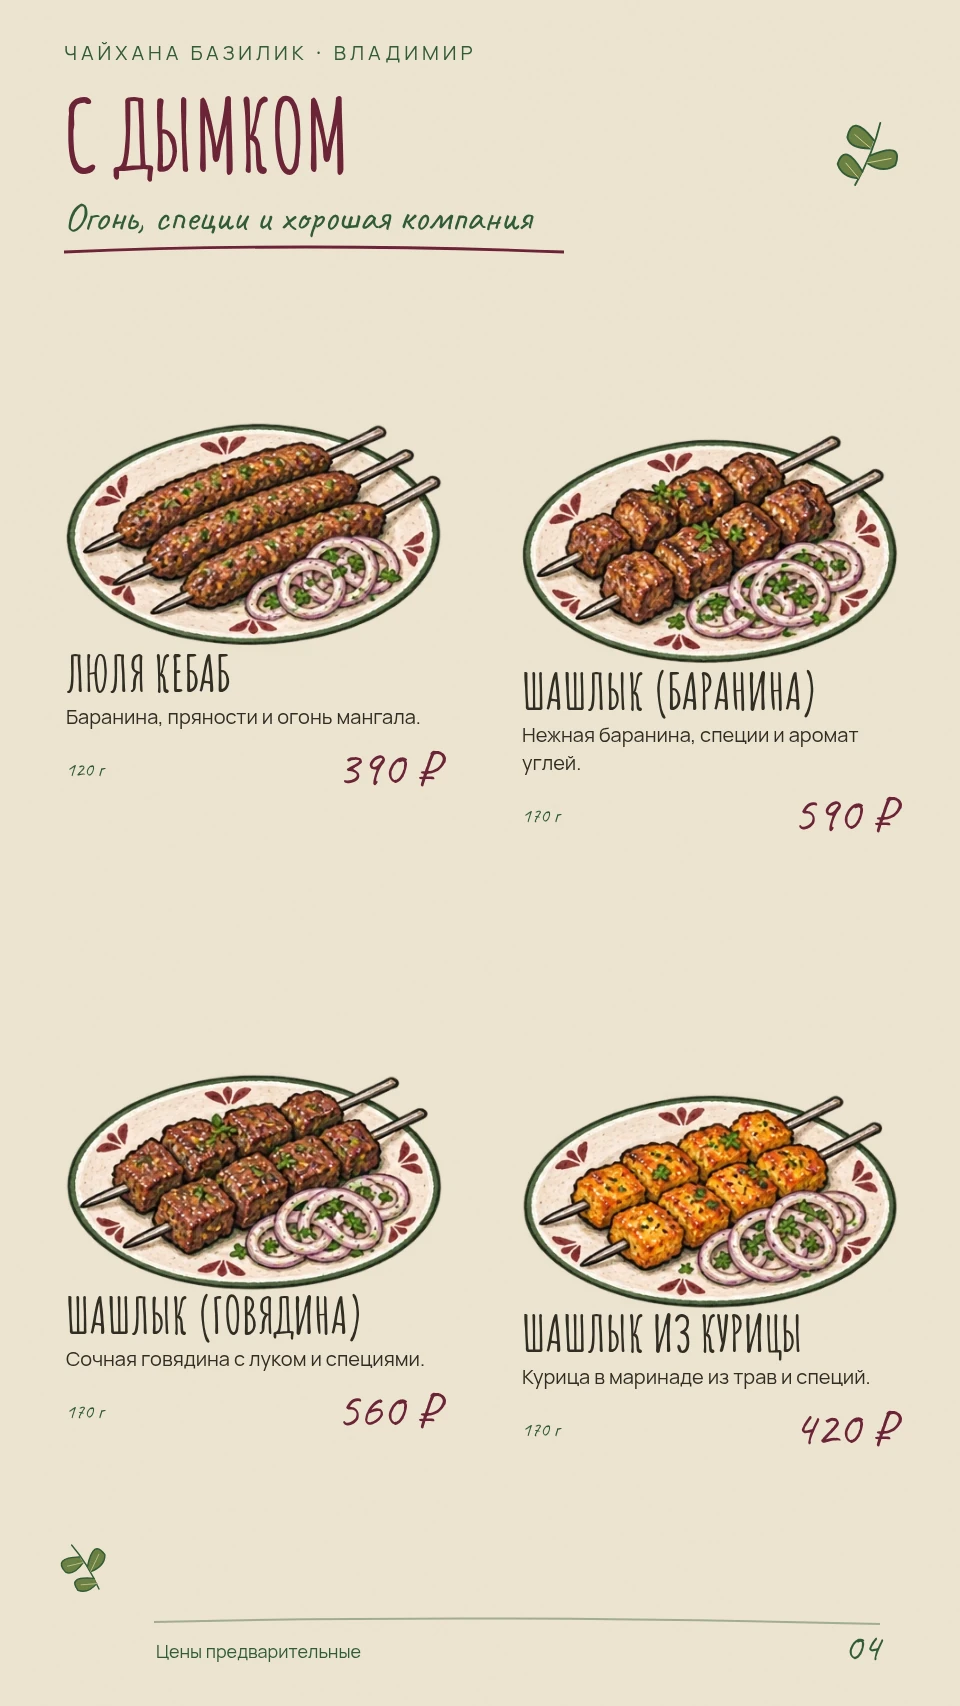 ЧАЙХАНА БАЗИЛИК · ВЛАДИМИР
С ДЫМКОМ
Огонь, специи и хорошая компания
ЛЮЛЯ КЕБАБ
Баранина, пряности и огонь мангала.
120 г
390 ₽
ШАШЛЫК (БАРАНИНА)
Нежная баранина, специи и аромат
углей.
170 г
590 ₽
ШАШЛЫК (ГОВЯДИНА)
Сочная говядина с луком и специями.
170 г
560 ₽
ШАШЛЫК ИЗ КУРИЦЫ
Курица в маринаде из трав и специй.
170 г
420 ₽
Цены предварительные
04